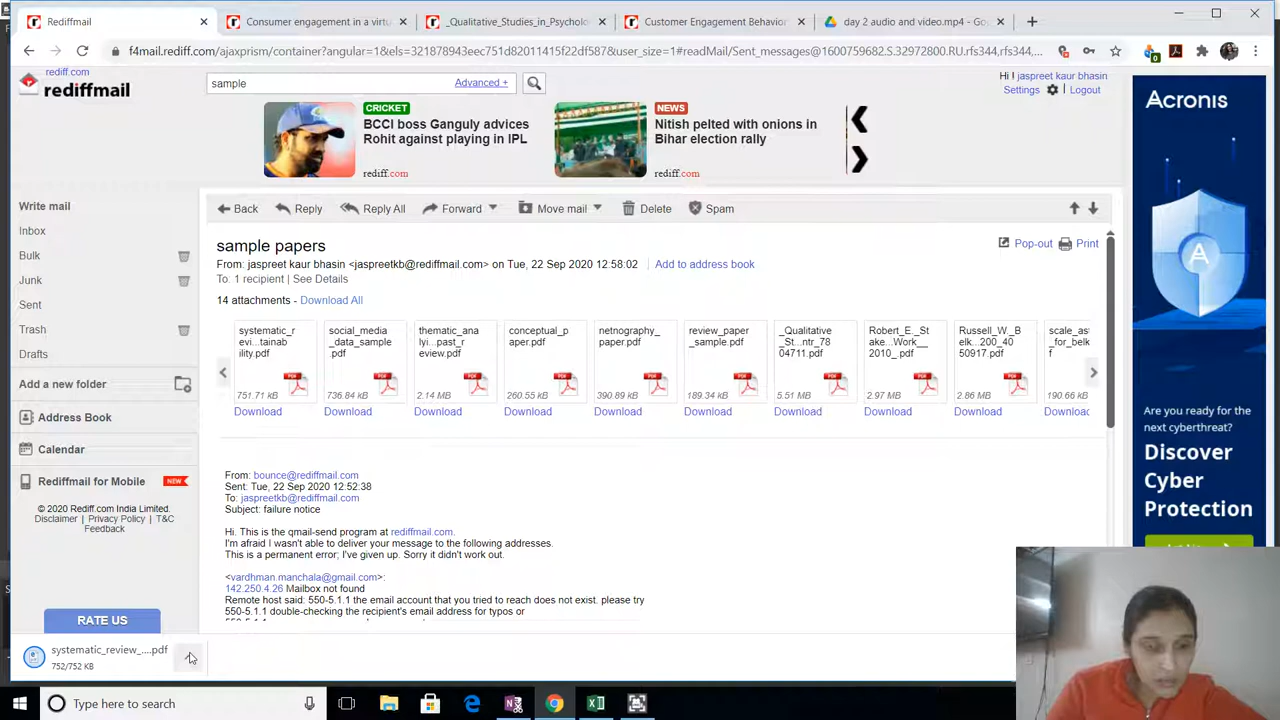 Rediffmail
Consumer engagement in a virtu
_Qualitative_Studies_in_Psycholo
Customer Engagement Behavior
day 2 audio and video.mp4 - Go
f4mail.rediff.com/ajaxprism/container?angular=1&els=321878943eec751d82011415f22df587&user_size=1#readMail/Sent_messages@1600759682.S.32972800.RU.rfs344,rfs344,...
0
rediff.com
rediffmail
sample
Advanced +
Hi ! jaspreet kaur bhasin
Settings
Logout
CRICKET
BCCI boss Ganguly advices
Rohit against playing in IPL
rediff.com
NEWS
Nitish pelted with onions in
Bihar election rally
rediff.com
Write mail
Inbox
Bulk
Junk
Sent
Trash
Drafts
Add a new folder
Address Book
Calendar
Rediffmail for Mobile
NEW
© 2020 Rediff.com India Limited.
Disclaimer | Privacy Policy | T&C
Feedback
RATE US
Back
Reply
Reply All
Forward
Move mail
Delete
Spam
sample papers
Pop-out
Print
From: jaspreet kaur bhasin <jaspreetkb@rediffmail.com> on Tue, 22 Sep 2020 12:58:02
Add to address book
To: 1 recipient | See Details
14 attachments - Download All
systematic_r
evi...tainab
ility.pdf
751.71 kB
Download
social_media
_data_sample
.pdf
736.84 kB
Download
thematic_ana
lyi...past_r
eview.pdf
2.14 MB
Download
conceptual_p
aper.pdf
260.55 kB
Download
netnography_
paper.pdf
390.89 kB
Download
review_paper
_sample.pdf
189.34 kB
Download
_Qualitative
_St...ntr_78
04711.pdf
5.51 MB
Download
Robert_E._St
ake...Work__
2010_.pdf
2.97 MB
Download
Russell_W._B
elk...200_40
50917.pdf
2.86 MB
Download
scale_as
_for_belk
f
190.66 kB
Downloa
From: bounce@rediffmail.com
Sent: Tue, 22 Sep 2020 12:52:38
To: jaspreetkb@rediffmail.com
Subject: failure notice
Hi. This is the qmail-send program at rediffmail.com.
I'm afraid I wasn't able to deliver your message to the following addresses.
This is a permanent error; I've given up. Sorry it didn't work out.
<vardhman.manchala@gmail.com>:
142.250.4.26 Mailbox not found
Remote host said: 550-5.1.1 the email account that you tried to reach does not exist. please try
550-5.1.1 double-checking the recipient's email address for typos or
Acronis
A
Are you ready for the
next cyberthreat?
Discover
Cyber
Protection
systematic_review_....pdf
752/752 KB
Type here to search